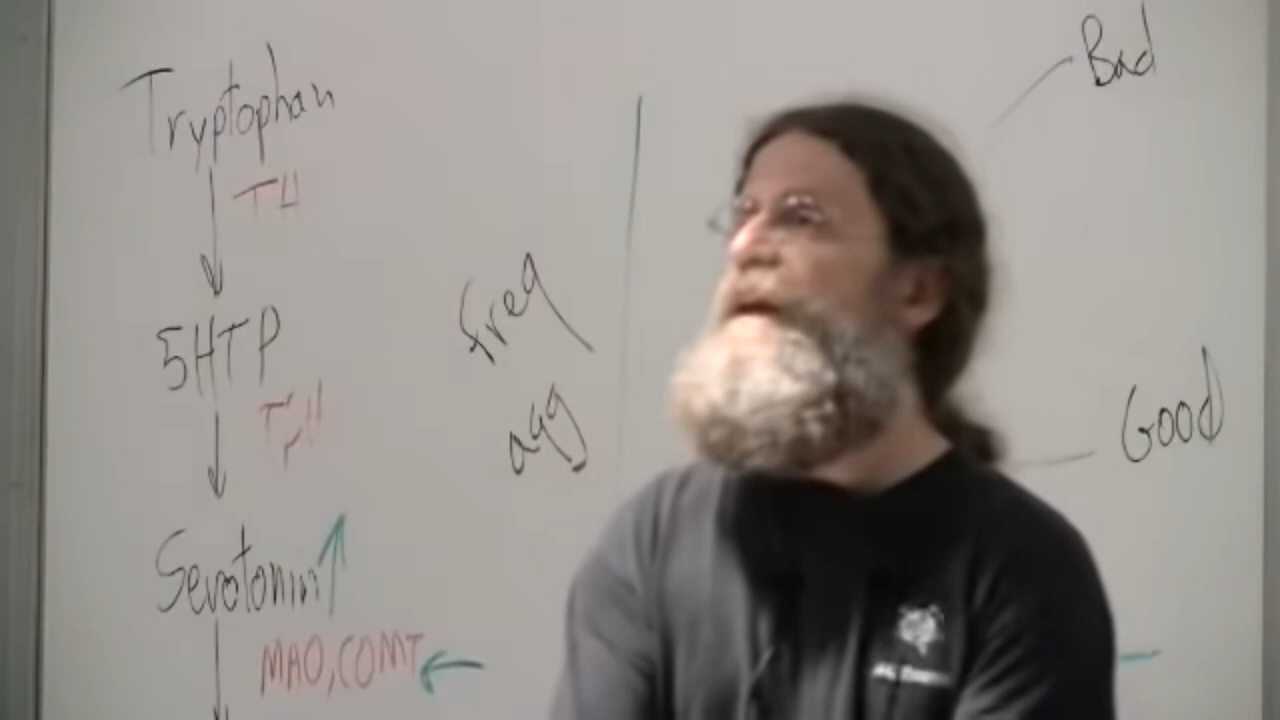 Tryptophan
TH
5HTP
Serotonin
MAO, COMT
freq
agg
Bad
Good